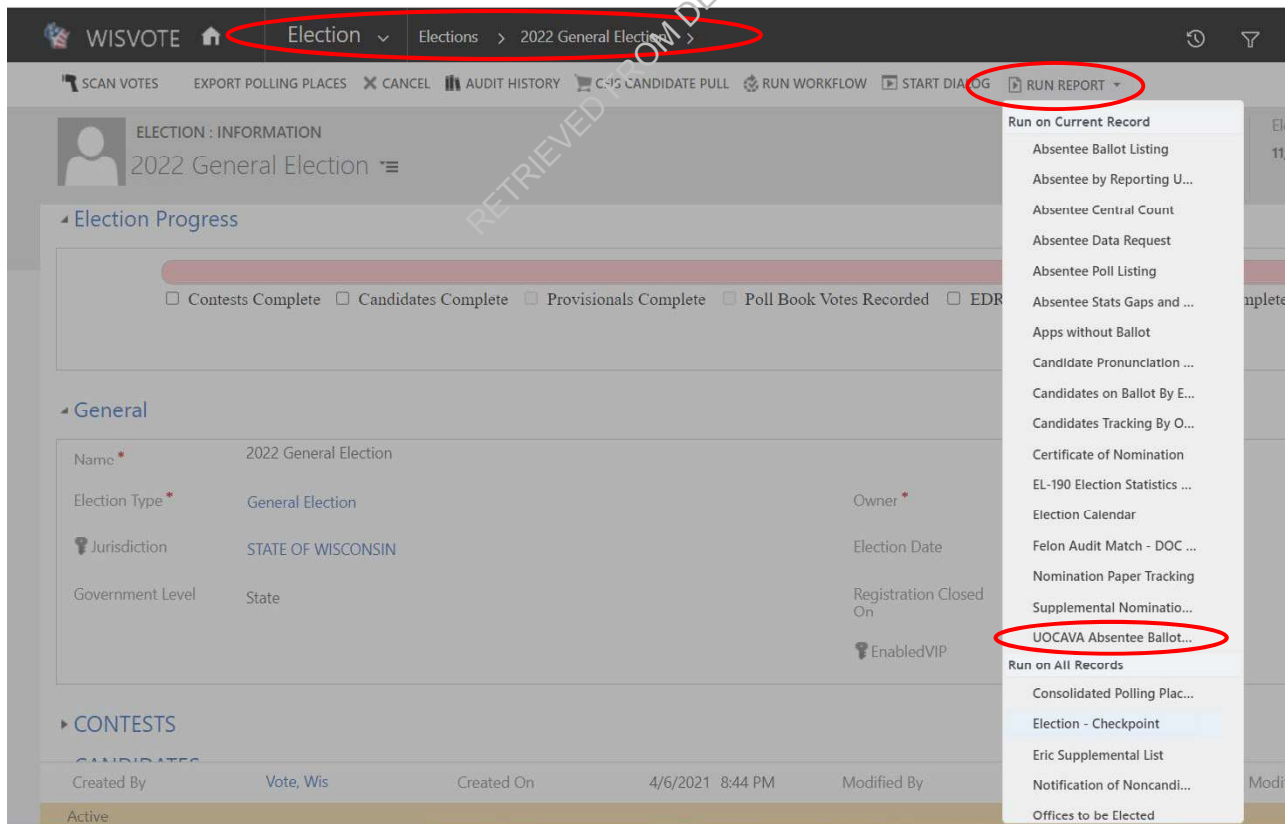 WISVOTE Election Elections > 2022 General Election >
SCAN VOTES EXPORT POLLING PLACES CANCEL AUDIT HISTORY CFIS CANDIDATE PULL RUN WORKFLOW START DIALOG RUN REPORT
RETRIEVED FROM
ELECTION : INFORMATION
2022 General Election
Election Progress
Contests Complete Candidates Complete Provisionals Complete Poll Book Votes Recorded EDR
General
Name * 2022 General Election
Election Type * General Election Owner *
Jurisdiction STATE OF WISCONSIN Election Date
Government Level State Registration Closed
On
EnabledVIP
CONTESTS
CANDIDATES
Created By Vote, Wis Created On 4/6/2021 8:44 PM Modified By
Active
Run on Current Record
Absentee Ballot Listing
Absentee by Reporting U...
Absentee Central Count
Absentee Data Request
Absentee Poll Listing
Absentee Stats Gaps and ...
Apps without Ballot
Candidate Pronunciation ...
Candidates on Ballot By E...
Candidates Tracking By O...
Certificate of Nomination
EL-190 Election Statistics ...
Election Calendar
Felon Audit Match - DOC ...
Nomination Paper Tracking
Supplemental Nominatio...
UOCAVA Absentee Ballot...
Run on All Records
Consolidated Polling Plac...
Election - Checkpoint
Eric Supplemental List
Notification of Noncandi...
Offices to be Elected